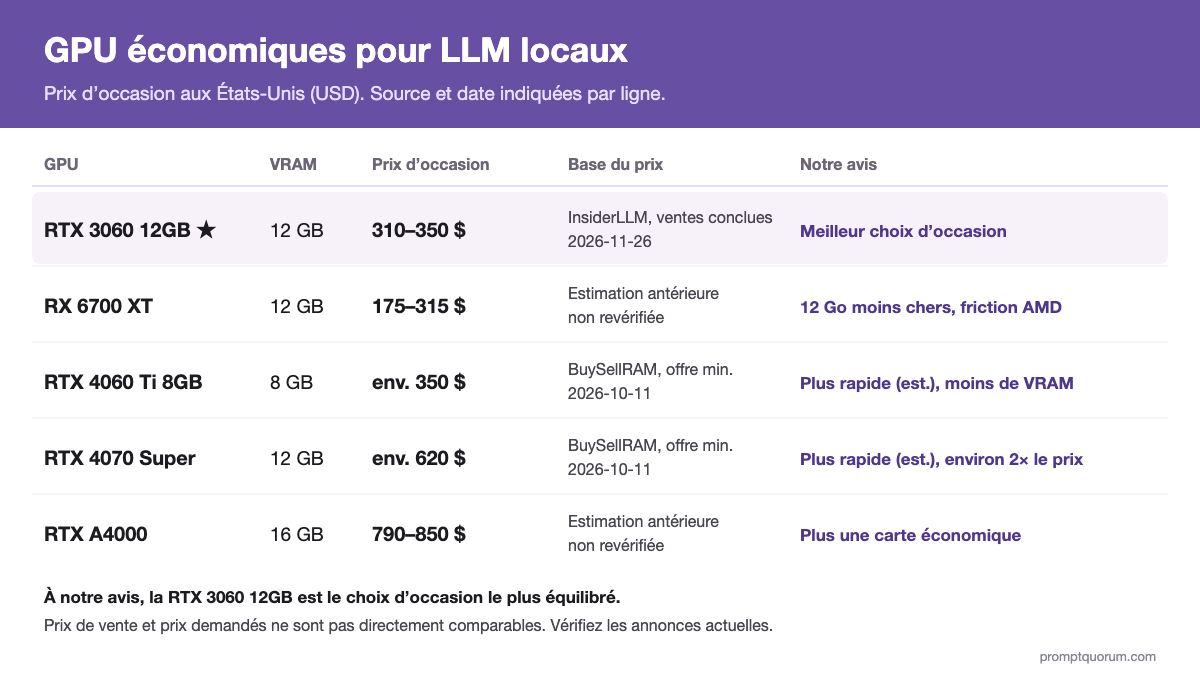 GPU économiques pour LLM locaux
Prix d’occasion aux États-Unis (USD). Source et date indiquées par ligne.
GPU VRAM Prix d’occasion Base du prix Notre avis
RTX 3060 12GB ★ 12 GB 310–350 $ InsiderLLM, ventes conclues 2026-11-26 Meilleur choix d’occasion
RX 6700 XT 12 GB 175–315 $ Estimation antérieure non revérifiée 12 Go moins chers, friction AMD
RTX 4060 Ti 8GB 8 GB env. 350 $ BuySellRAM, offre min. 2026-10-11 Plus rapide (est.), moins de VRAM
RTX 4070 Super 12 GB env. 620 $ BuySellRAM, offre min. 2026-10-11 Plus rapide (est.), environ 2× le prix
RTX A4000 16 GB 790–850 $ Estimation antérieure non revérifiée Plus une carte économique
À notre avis, la RTX 3060 12GB est le choix d’occasion le plus équilibré.
Prix de vente et prix demandés ne sont pas directement comparables. Vérifiez les annonces actuelles.
promptquorum.com